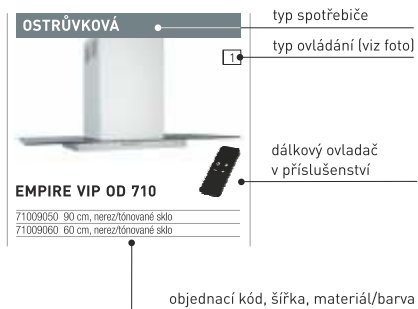 OSTRŮVKOVÁ
typ spotřebiče
1
typ ovládání (viz foto)
dálkový ovladač
v příslušenství
EMPIRE VIP OD 710
71009050 90 cm, nerez/tónované sklo
71009060 60 cm, nerez/tónované sklo
objednací kód, šířka, materiál/barva